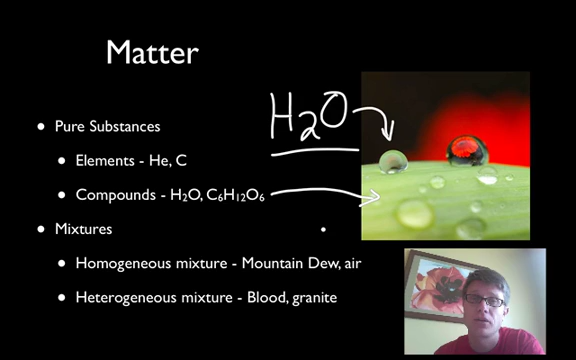 Matter
H₂O
• Pure Substances
• Elements - He, C
• Compounds - H₂O, C₆H₁₂O₆
• Mixtures
• Homogeneous mixture - Mountain Dew, air
• Heterogeneous mixture - Blood, granite